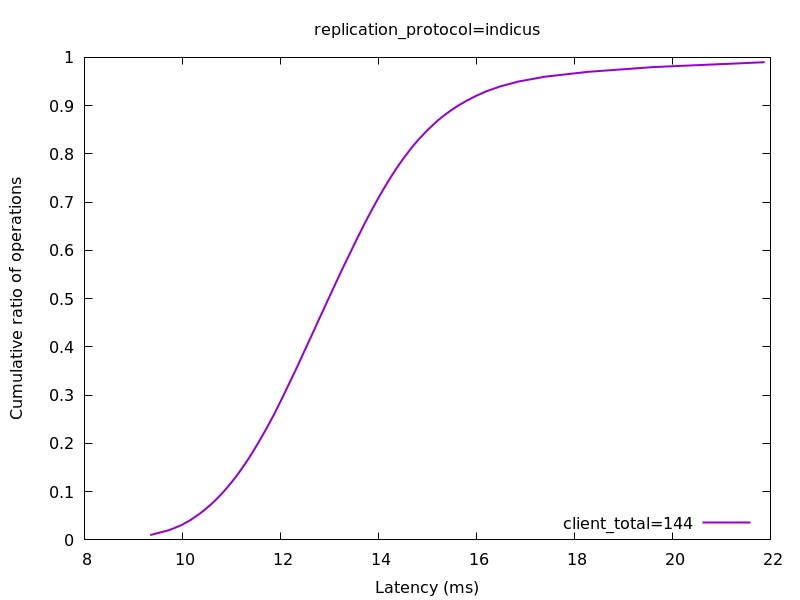 replication_protocol=indicus
1
0.9
0.8
0.7
0.6
0.5
0.4
0.3
0.2
0.1
0
Cumulative ratio of operations
client_total=144
8 10 12 14 16 18 20 22
Latency (ms)